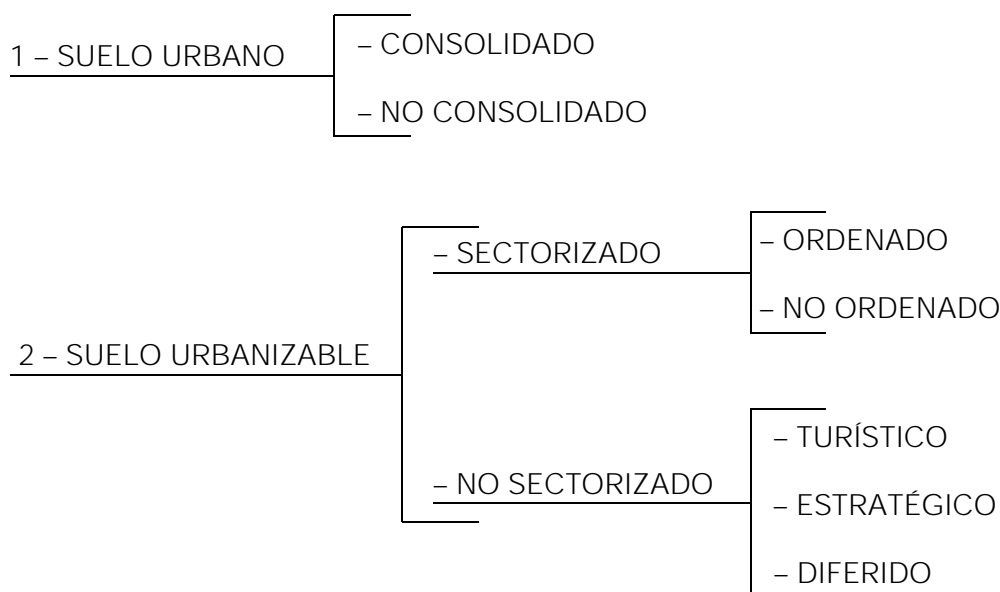 1 – SUELO URBANO
– CONSOLIDADO
– NO CONSOLIDADO
2 – SUELO URBANIZABLE
– SECTORIZADO
– ORDENADO
– NO ORDENADO
– NO SECTORIZADO
– TURÍSTICO
– ESTRATÉGICO
– DIFERIDO